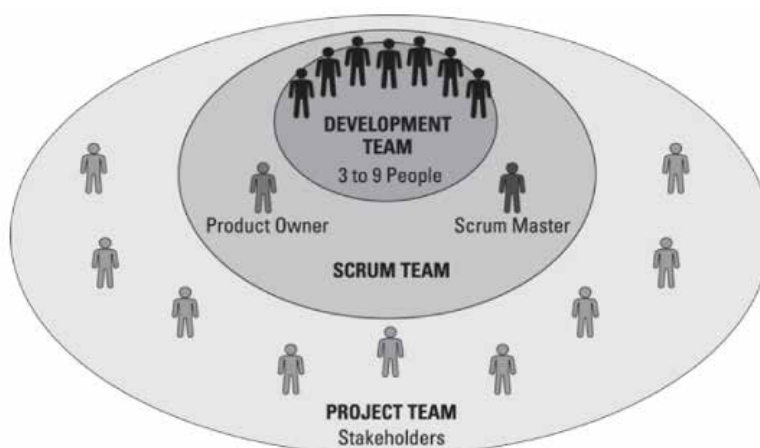 DEVELOPMENT
TEAM
3 to 9 People
Product Owner
Scrum Master
SCRUM TEAM
PROJECT TEAM
Stakeholders